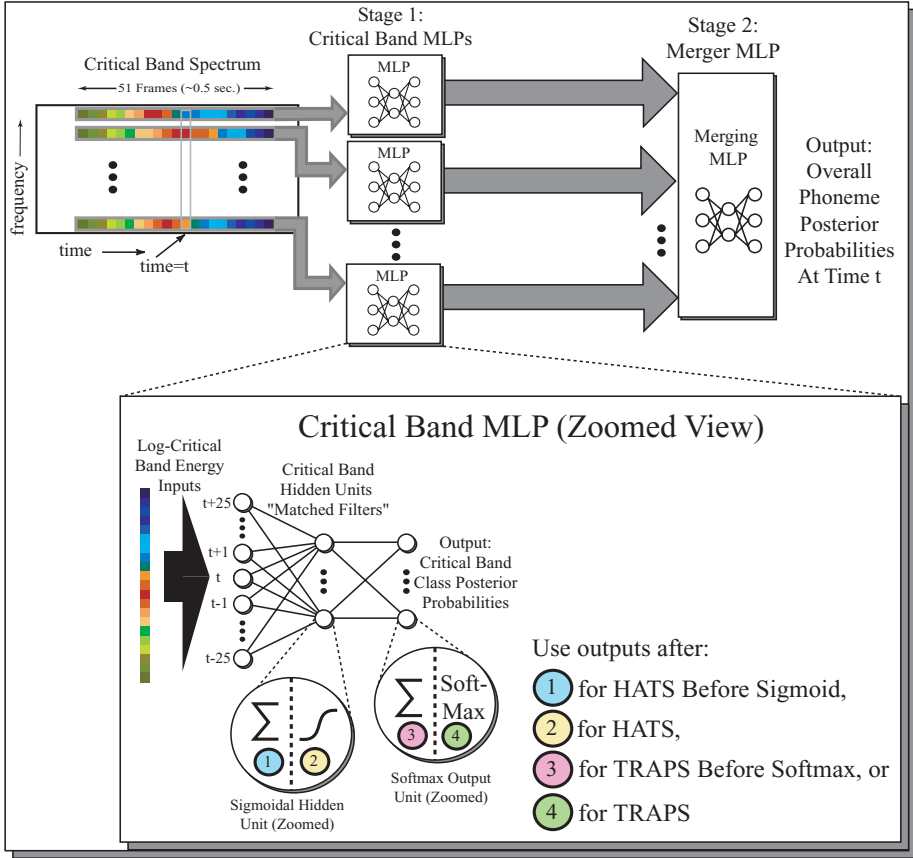 Stage 1:
Critical Band MLPs
Stage 2:
Merger MLP
Critical Band Spectrum
51 Frames (~0.5 sec.)
frequency
time
time=t
MLP
MLP
MLP
Merging
MLP
Output:
Overall
Phoneme
Posterior
Probabilities
At Time t
Critical Band MLP (Zoomed View)
Log-Critical
Band Energy
Inputs
Critical Band
Hidden Units
"Matched Filters"
t+25
t+1
t
t-1
t-25
Output:
Critical Band
Class Posterior
Probabilities
Σ
1
2
Sigmoidal Hidden
Unit (Zoomed)
Σ
Soft-
Max
3
4
Softmax Output
Unit (Zoomed)
Use outputs after:
1 for HATS Before Sigmoid,
2 for HATS,
3 for TRAPS Before Softmax, or
4 for TRAPS